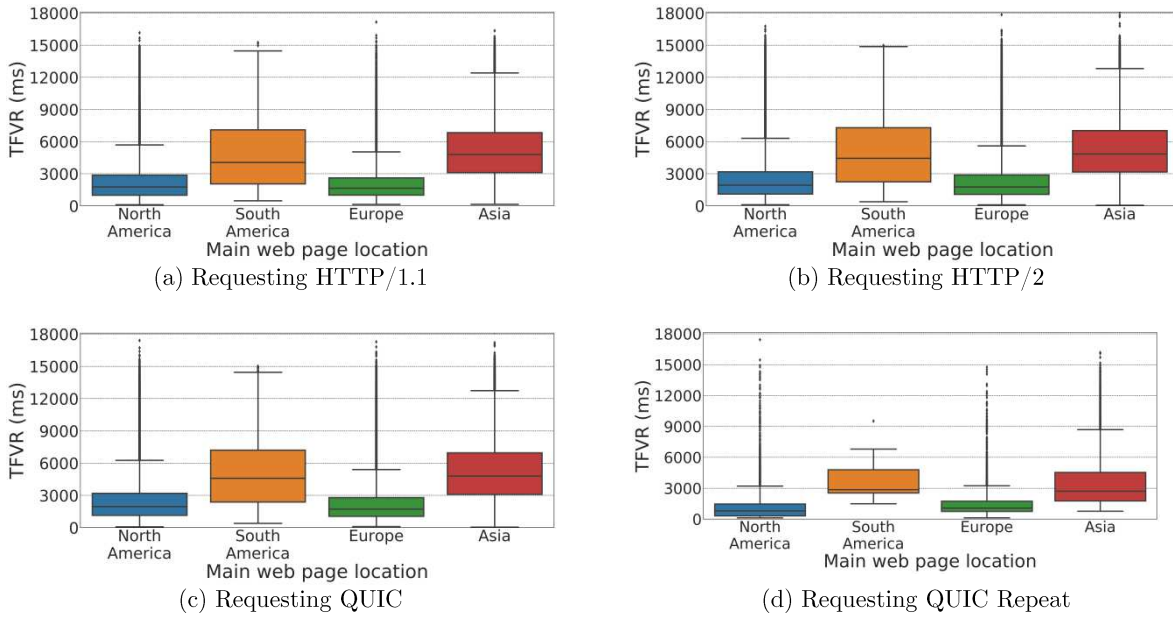 18000
15000
12000
9000
6000
3000
0
TFVR (ms)
North America
South America
Europe
Asia
Main web page location
(a) Requesting HTTP/1.1
18000
15000
12000
9000
6000
3000
0
TFVR (ms)
North America
South America
Europe
Asia
Main web page location
(b) Requesting HTTP/2
18000
15000
12000
9000
6000
3000
0
TFVR (ms)
North America
South America
Europe
Asia
Main web page location
(c) Requesting QUIC
18000
15000
12000
9000
6000
3000
0
TFVR (ms)
North America
South America
Europe
Asia
Main web page location
(d) Requesting QUIC Repeat